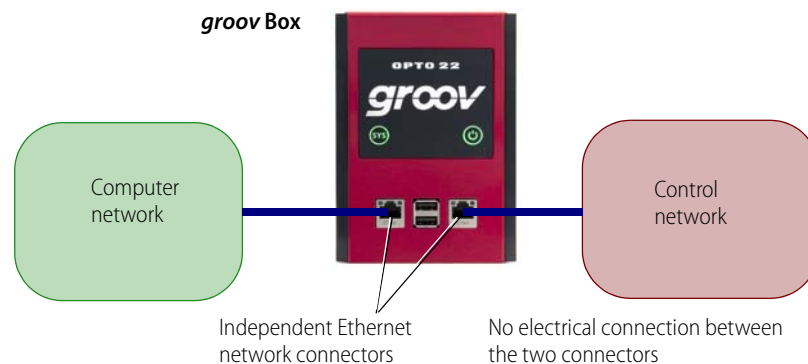 groov Box
OPTO 22
groov
SYS
Computer
network
Control
network
Independent Ethernet
network connectors
No electrical connection between
the two connectors